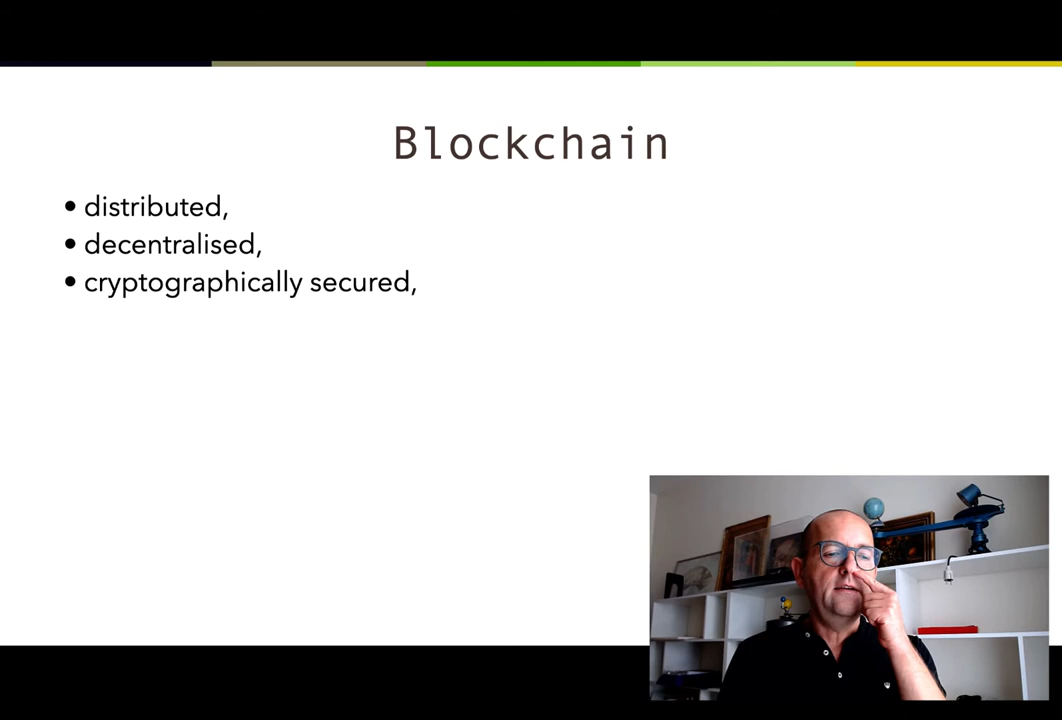 Blockchain
• distributed,
• decentralised,
• cryptographically secured,